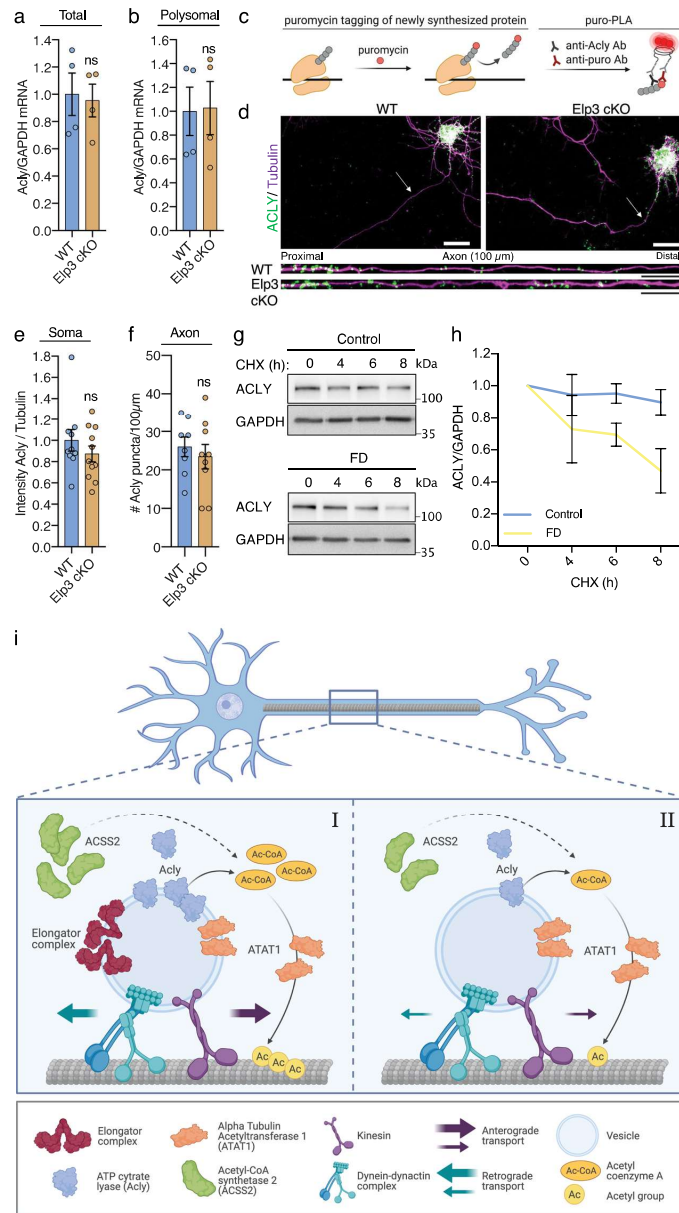 a
Total
Acly/GAPDH mRNA
1.4
1.2
1.0
0.8
0.6
0.4
0.2
0.0
ns
WT
Elp3 cKO
b
Polysomal
Acly/GAPDH mRNA
1.4
1.2
1.0
0.8
0.6
0.4
0.2
0.0
ns
WT
Elp3 cKO
c
puromycin tagging of newly synthesized protein
puro-PLA
puromycin
anti-Acly Ab
anti-puro Ab
d
WT
Elp3 cKO
ACLY/ Tubulin
Proximal
Axon (100 µm)
Distal
WT
Elp3
cKO
e
Soma
Intensity Acly / Tubulin
1.8
1.6
1.4
1.2
1.0
0.8
0.6
0.4
0.2
0.0
ns
WT
Elp3 cKO
f
Axon
# Acly puncta/100µm
50
40
30
20
10
0
ns
WT
Elp3 cKO
g
Control
CHX (h)
0 4 6 8 kDa
ACLY
100
GAPDH
35
FD
0 4 6 8 kDa
ACLY
100
GAPDH
35
h
ACLY/GAPDH
1.0
0.8
0.6
0.4
0.2
0.0
Control
FD
0 4 6 8
CHX (h)
i
I
ACSS2
Acly
Ac-CoA
Ac-CoA
Ac-CoA
Elongator
complex
ATAT1
Ac
Ac
Ac
II
ACSS2
Acly
Ac-CoA
ATAT1
Ac
Elongator
complex
Alpha Tubulin
Acetyltransferase 1
(ATAT1)
Kinesin
Anterograde
transport
Vesicle
ATP cytrate
lyase (Acly)
Acetyl-CoA
synthetase 2
(ACSS2)
Dynein-dynactin
complex
Retrograde
transport
Ac-CoA
Acetyl
coenzyme A
Ac
Acetyl group